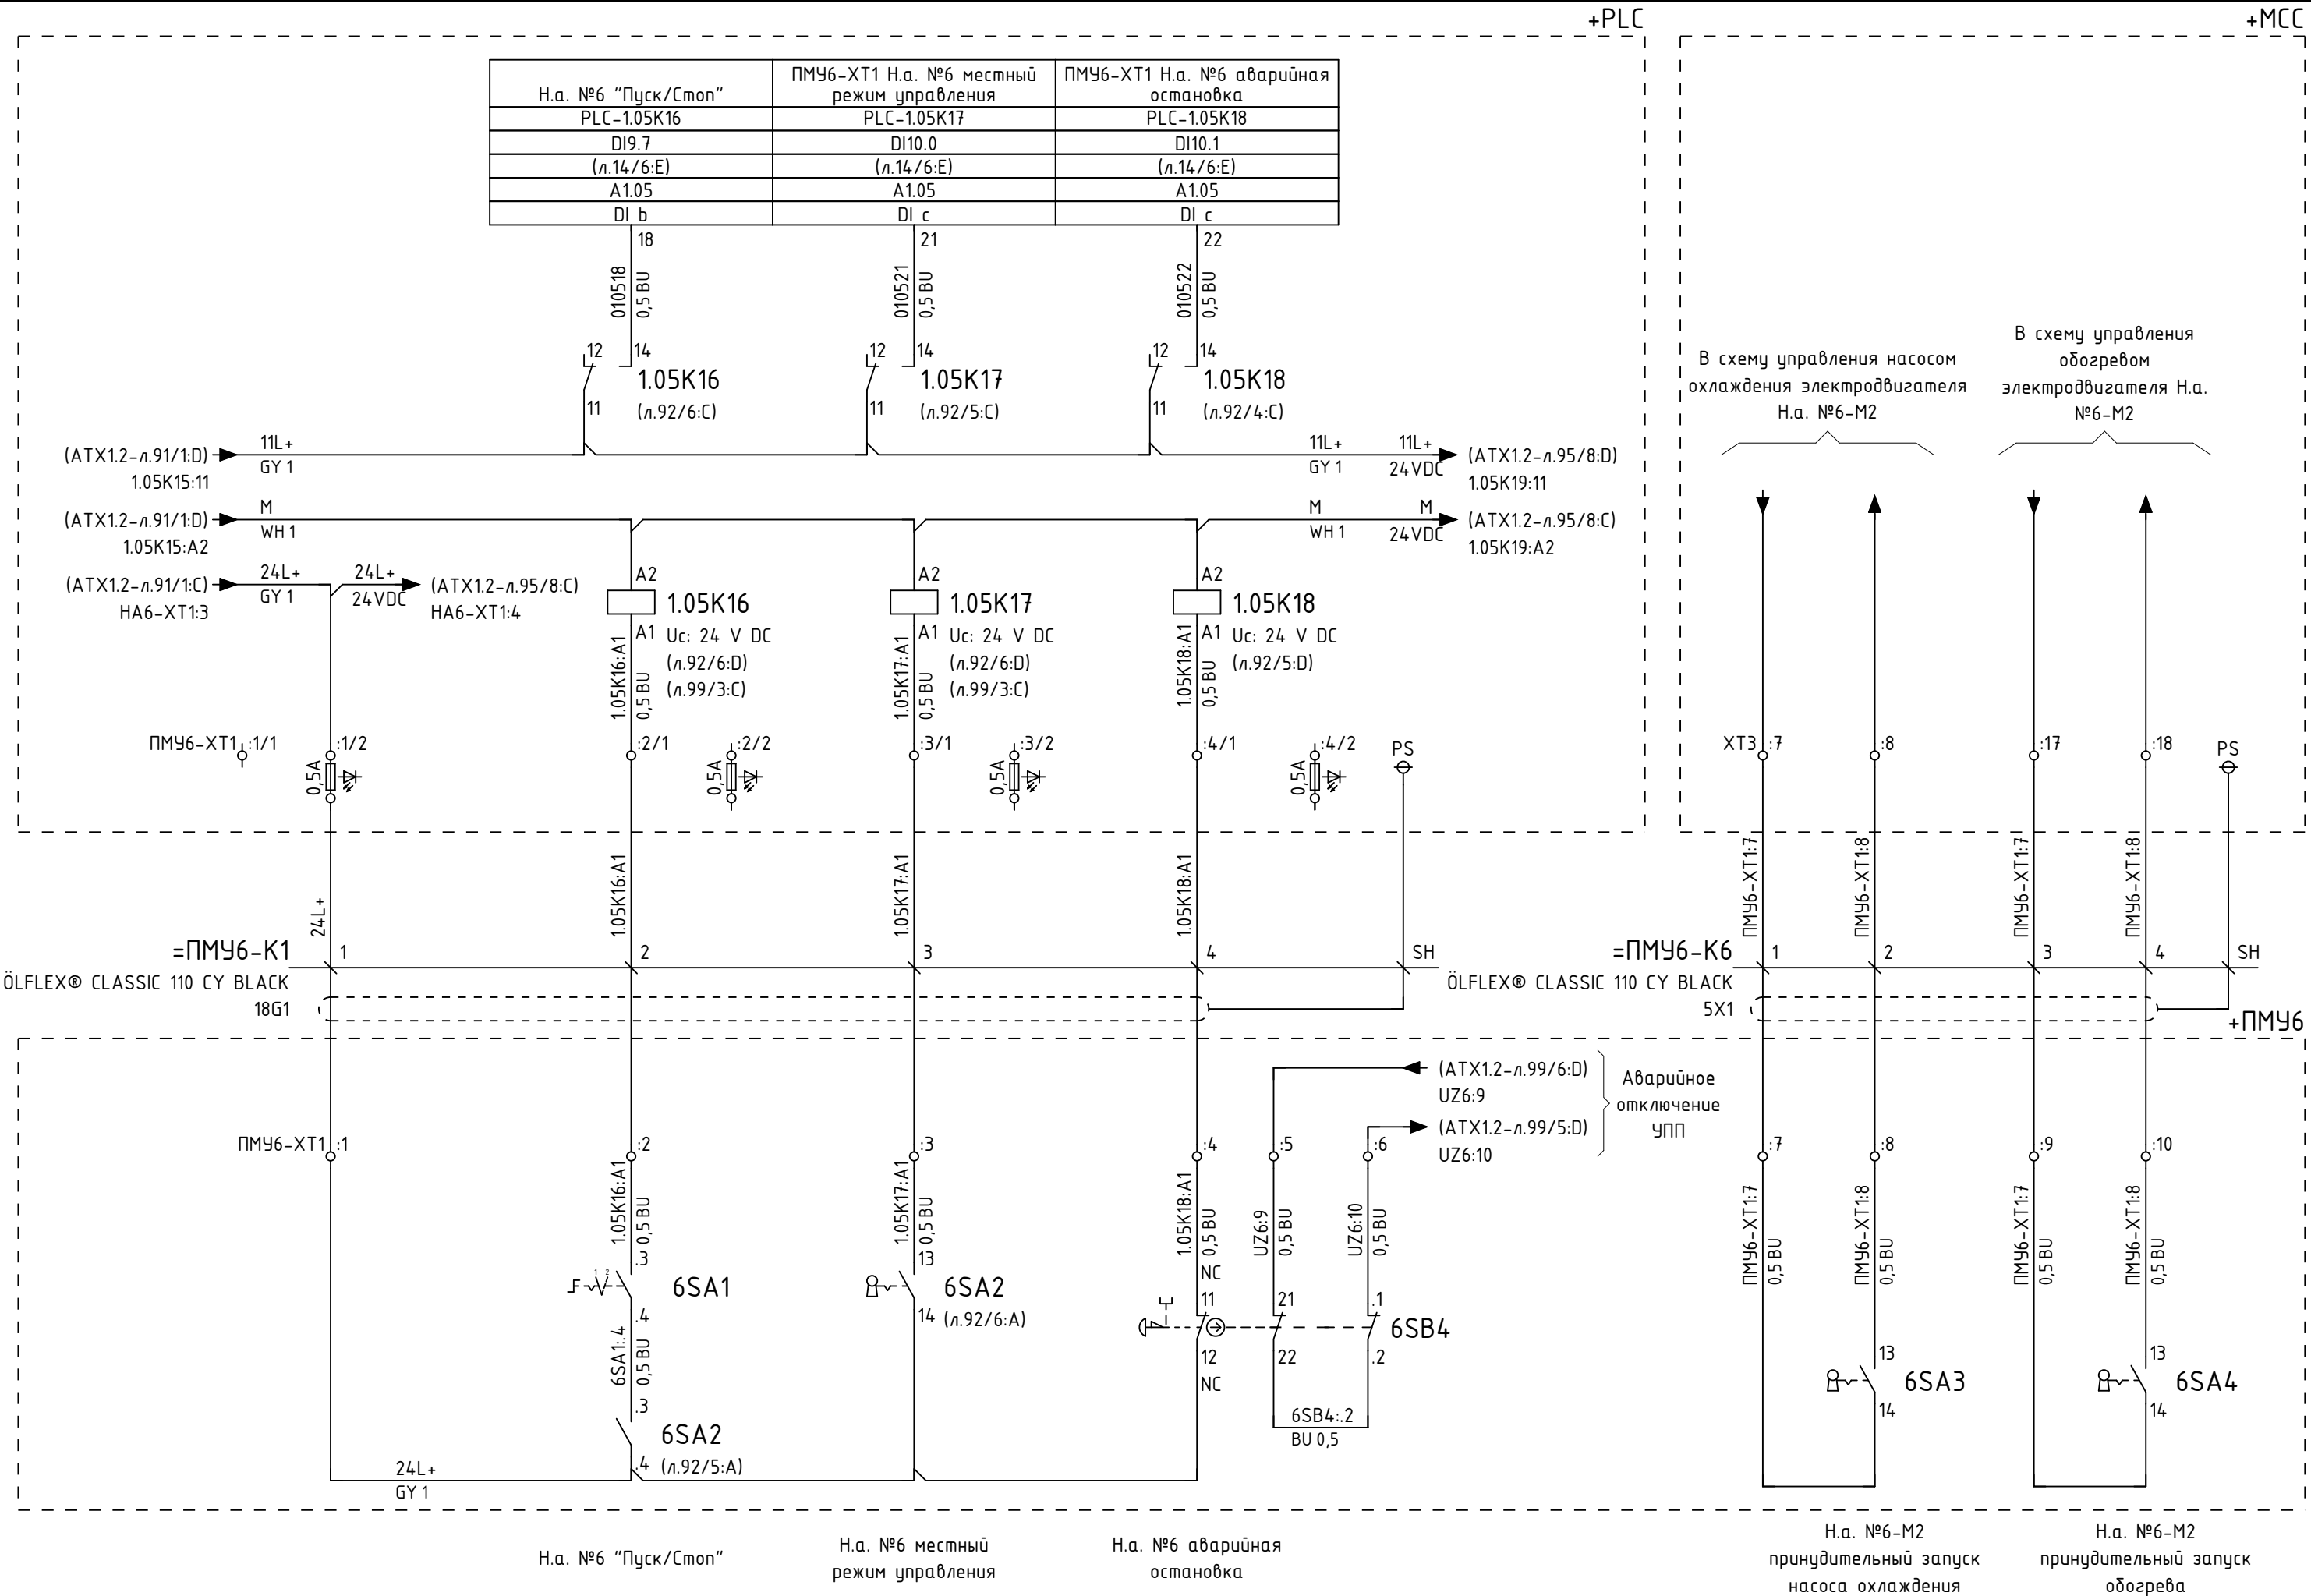 +PLC
+MCC
Н.а. №6 "Пуск/Стоп"
ПМУ6-XT1 Н.а. №6 местный
режим управления
ПМУ6-XT1 Н.а. №6 аварийная
остановка
PLC-1.05K16
PLC-1.05K17
PLC-1.05K18
DI9.7
DI10.0
DI10.1
(л.14/6:E)
(л.14/6:E)
(л.14/6:E)
A1.05
A1.05
A1.05
DI b
DI c
DI c
18
21
22
010518
0,5 BU
010521
0,5 BU
010522
0,5 BU
12
14
1.05K16
11
(л.92/6:C)
12
14
1.05K17
11
(л.92/5:C)
12
14
1.05K18
11
(л.92/4:C)
В схему управления насосом
охлаждения электродвигателя
Н.а. №6-М2
В схему управления
обогревом
электродвигателя Н.а.
№6-М2
(ATX1.2-л.91/1:D)
1.05K15:11
11L+
GY 1
11L+
GY 1
11L+
24VDC
(ATX1.2-л.95/8:D)
1.05K19:11
(ATX1.2-л.91/1:D)
1.05K15:A2
M
WH 1
M
WH 1
M
24VDC
(ATX1.2-л.95/8:C)
1.05K19:A2
(ATX1.2-л.91/1:C)
HA6-XT1:3
24L+
GY 1
24L+
24VDC
(ATX1.2-л.95/8:C)
HA6-XT1:4
A2
1.05K16
A1
Uc: 24 V DC
(л.92/6:D)
(л.99/3:C)
1.05K16:A1
0,5 BU
A2
1.05K17
A1
Uc: 24 V DC
(л.92/6:D)
(л.99/3:C)
1.05K17:A1
0,5 BU
A2
1.05K18
A1
Uc: 24 V DC
(л.92/5:D)
1.05K18:A1
0,5 BU
ПМУ6-XT1
:1/1
:1/2
0,5A
:2/1
:2/2
0,5A
:3/1
:3/2
0,5A
:4/1
:4/2
0,5A
PS
XT3
:7
:8
:17
:18
PS
24L+
1.05K16:A1
1.05K17:A1
1.05K18:A1
ПМУ6-XT1:7
ПМУ6-XT1:8
ПМУ6-XT1:7
ПМУ6-XT1:8
=ПМУ6-K1
1
2
3
4
SH
ÖLFLEX® CLASSIC 110 CY BLACK
18G1
=ПМУ6-K6
1
2
3
4
SH
ÖLFLEX® CLASSIC 110 CY BLACK
5X1
+ПМУ6
(ATX1.2-л.99/6:D)
UZ6:9
(ATX1.2-л.99/5:D)
UZ6:10
Аварийное
отключение
УПП
ПМУ6-XT1
:1
:2
:3
:4
:5
:6
:7
:8
:9
:10
1.05K16:A1
0,5 BU
1.05K17:A1
0,5 BU
1.05K18:A1
0,5 BU
UZ6:9
0,5 BU
UZ6:10
0,5 BU
ПМУ6-XT1:7
0,5 BU
ПМУ6-XT1:8
0,5 BU
ПМУ6-XT1:7
0,5 BU
ПМУ6-XT1:8
0,5 BU
.3
1 2
6SA1
.4
13
6SA2
14
(л.92/6:A)
NC
11
12
NC
21
22
.1
.2
6SB4
6SA1:.4
0,5 BU
.3
6SA2
.4
(л.92/5:A)
6SB4:.2
BU 0,5
13
6SA3
14
13
6SA4
14
24L+
GY 1
Н.а. №6 "Пуск/Стоп"
Н.а. №6 местный
режим управления
Н.а. №6 аварийная
остановка
Н.а. №6-М2
принудительный запуск
насоса охлаждения
Н.а. №6-М2
принудительный запуск
обогрева